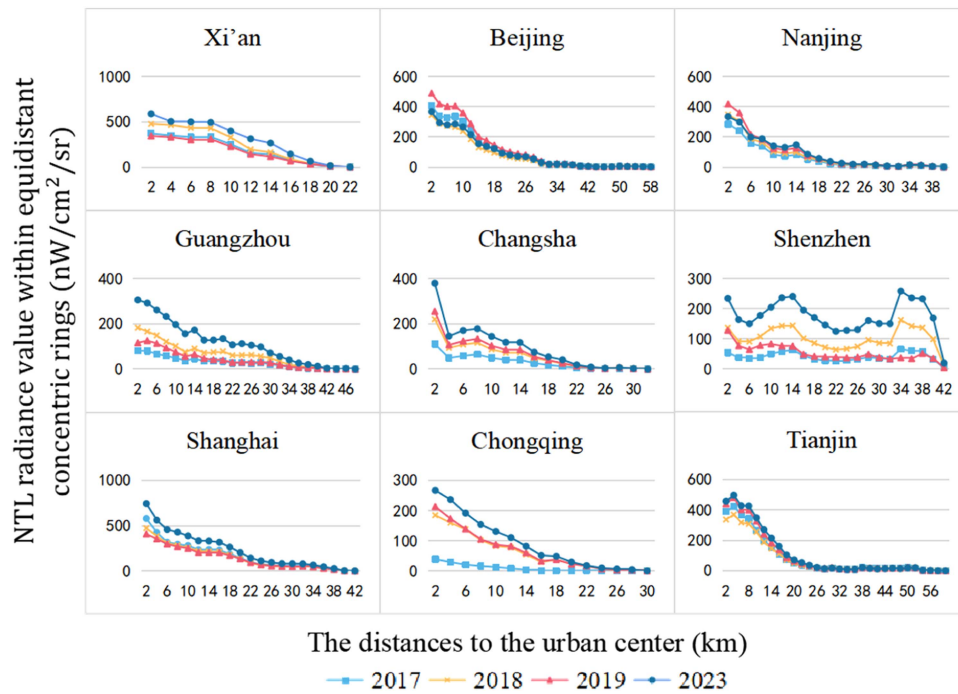 NTL radiance value within equidistant
concentric rings (nW/cm²/sr)
Xi'an
1000
500
0
2 4 6 8 10 12 14 16 18 20 22
Beijing
600
400
200
0
2 10 18 26 34 42 50 58
Nanjing
600
400
200
0
2 6 10 14 18 22 26 30 34 38
Guangzhou
400
200
0
2 6 10 14 18 22 26 30 34 38 42 46
Changsha
400
200
0
2 6 10 14 18 22 26 30
Shenzhen
300
200
100
0
2 6 10 14 18 22 26 30 34 38 42
Shanghai
1000
500
0
2 6 10 14 18 22 26 30 34 38 42
Chongqing
300
200
100
0
2 6 10 14 18 22 26 30
Tianjin
600
400
200
0
2 8 14 20 26 32 38 44 50 56
The distances to the urban center (km)
2017 2018 2019 2023